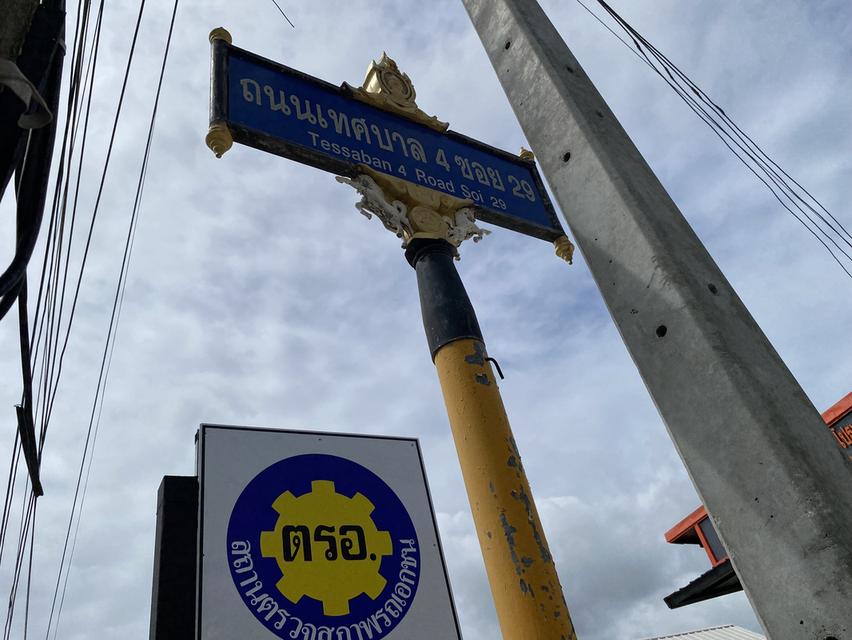 ถนนเทศบาล 4 ซอย 29
Tessaban 4 Road Soi 29
ตรอ.
สถานตรวจสภาพรถเอกชน